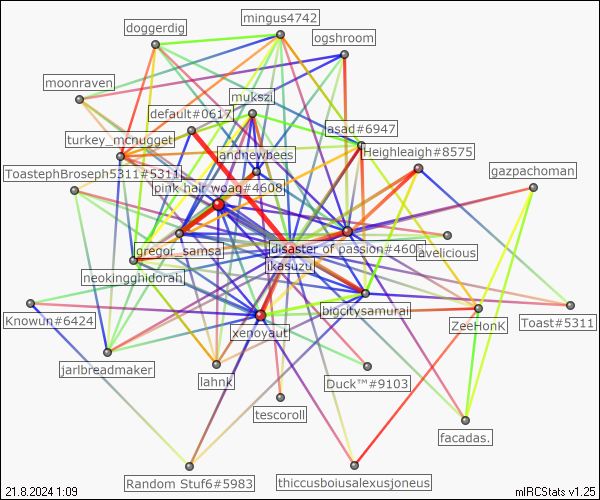 mingus4742
doggerdig
ogshroom
moonraven
mukszi
default#0617
asad#6947
turkey_mcnugget
andnewbees
Heighleaigh#8575
gazpachoman
ToastephBroseph5311#5311
pink hair woag#4608
gregor_samsa
disaster of passion#460
avelicious
ikasuzu
neokingghidorah
Knowun#6424
bigcitysamurai
xenoyaut
ZeeHonK
Toast#5311
jarlbreadmaker
lahnk
Duck™#9103
tescoroll
facadas.
Random Stuf6#5983
thiccusboiusalexusjoneus
21.8.2024 1:09
mIRCStats v1.25